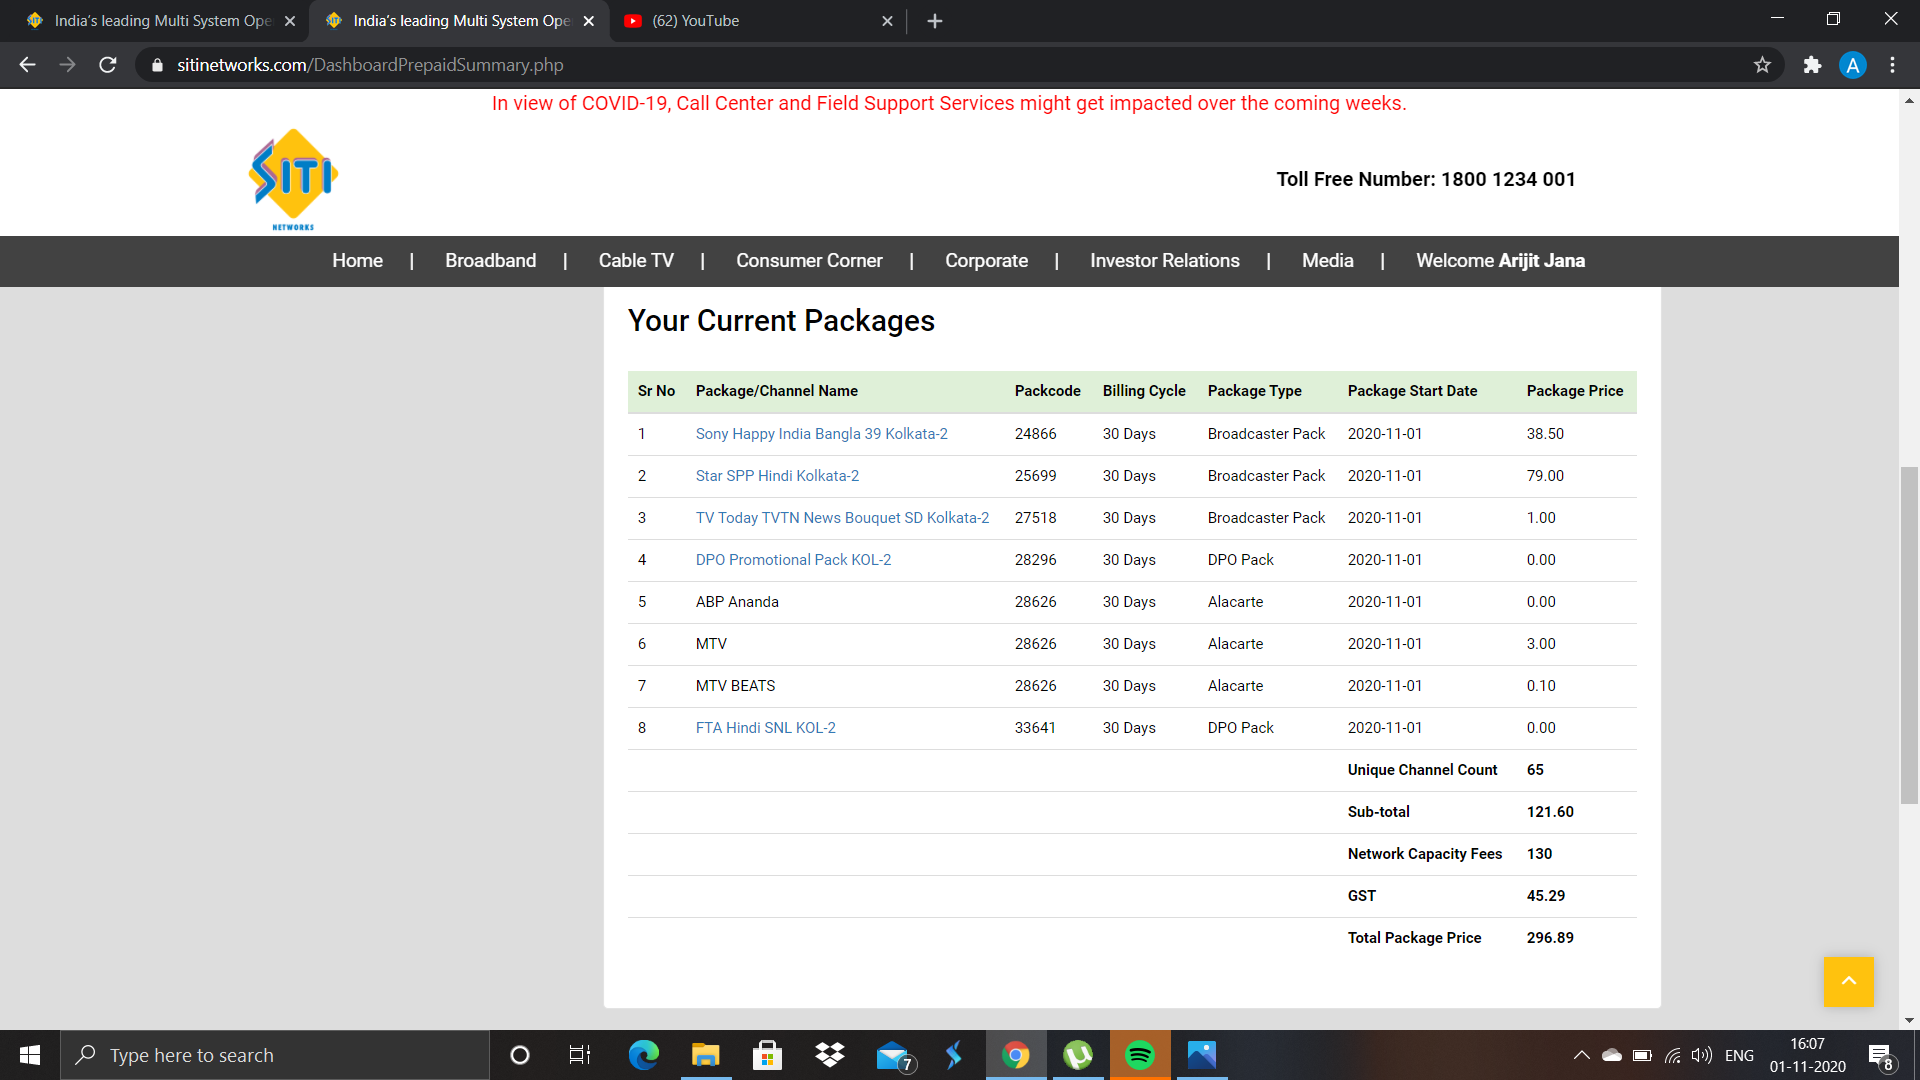 India's leading Multi System Ope
India's leading Multi System Ope
(62) YouTube
sitinetworks.com/DashboardPrepaidSummary.php
A
In view of COVID-19, Call Center and Field Support Services might get impacted over the coming weeks.
SITI
NETWORKS
Toll Free Number: 1800 1234 001
Home | Broadband | Cable TV | Consumer Corner | Corporate | Investor Relations | Media | Welcome Arijit Jana
Your Current Packages
Sr No Package/Channel Name Packcode Billing Cycle Package Type Package Start Date Package Price
1 Sony Happy India Bangla 39 Kolkata-2 24866 30 Days Broadcaster Pack 2020-11-01 38.50
2 Star SPP Hindi Kolkata-2 25699 30 Days Broadcaster Pack 2020-11-01 79.00
3 TV Today TVTN News Bouquet SD Kolkata-2 27518 30 Days Broadcaster Pack 2020-11-01 1.00
4 DPO Promotional Pack KOL-2 28296 30 Days DPO Pack 2020-11-01 0.00
5 ABP Ananda 28626 30 Days Alacarte 2020-11-01 0.00
6 MTV 28626 30 Days Alacarte 2020-11-01 3.00
7 MTV BEATS 28626 30 Days Alacarte 2020-11-01 0.10
8 FTA Hindi SNL KOL-2 33641 30 Days DPO Pack 2020-11-01 0.00
Unique Channel Count 65
Sub-total 121.60
Network Capacity Fees 130
GST 45.29
Total Package Price 296.89
Type here to search
7
ENG
16:07
01-11-2020
8